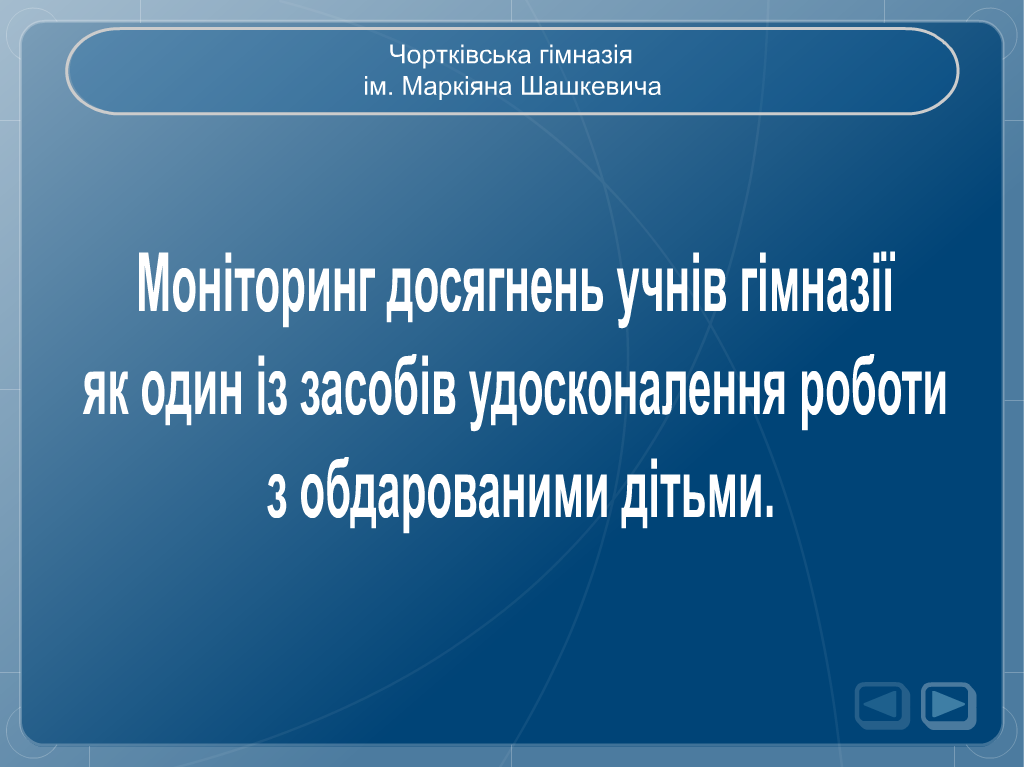 Чортківська гімназія
ім. Маркіяна Шашкевича
Моніторинг досягнень учнів гімназії
як один із засобів удосконалення роботи
з обдарованими дітьми.